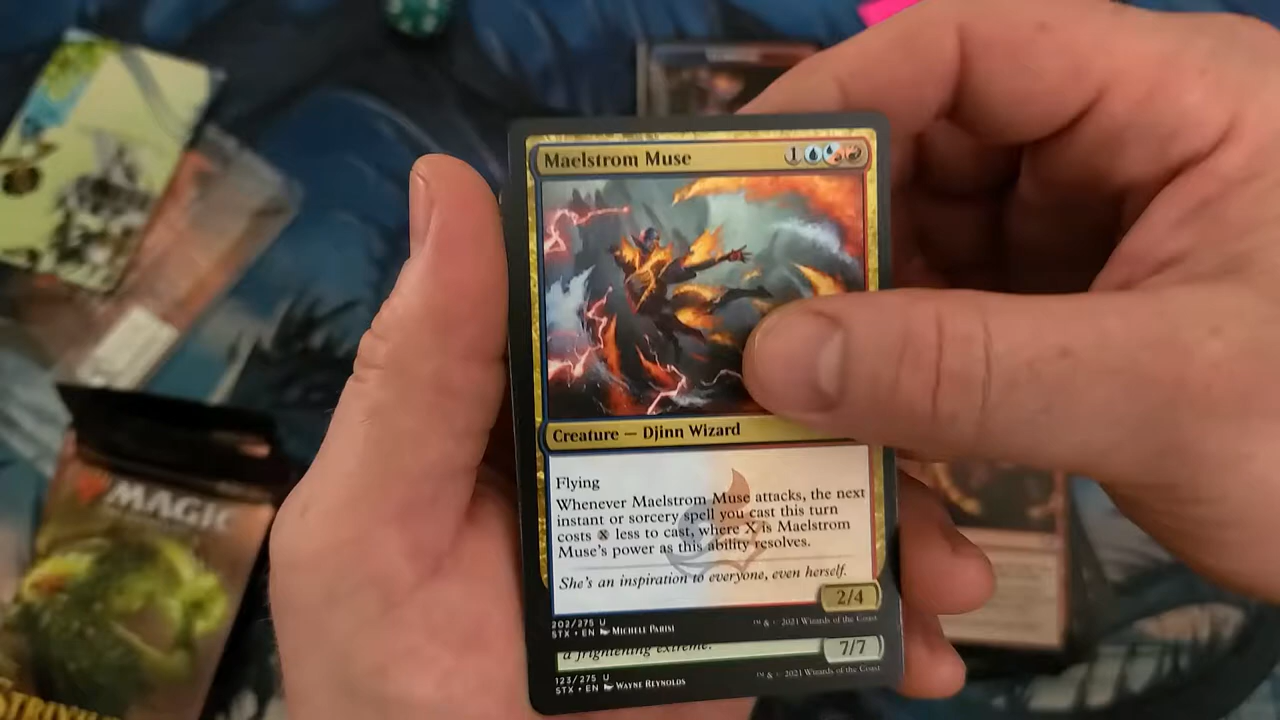 Maelstrom Muse 1
Creature — Djinn Wizard
Flying
Whenever Maelstrom Muse attacks, the next
instant or sorcery spell you cast this turn
costs X less to cast, where X is Maelstrom
Muse's power as this ability resolves.
She's an inspiration to everyone, even herself.
2/4
202/275 U
STX • EN Michele Parisi
™ & © 2021 Wizards of the Coast
a frightening extreme.
7/7
123/275 U
STX • EN Wayne Reynolds
™ & © 2021 Wizards of the Coast
MAGIC